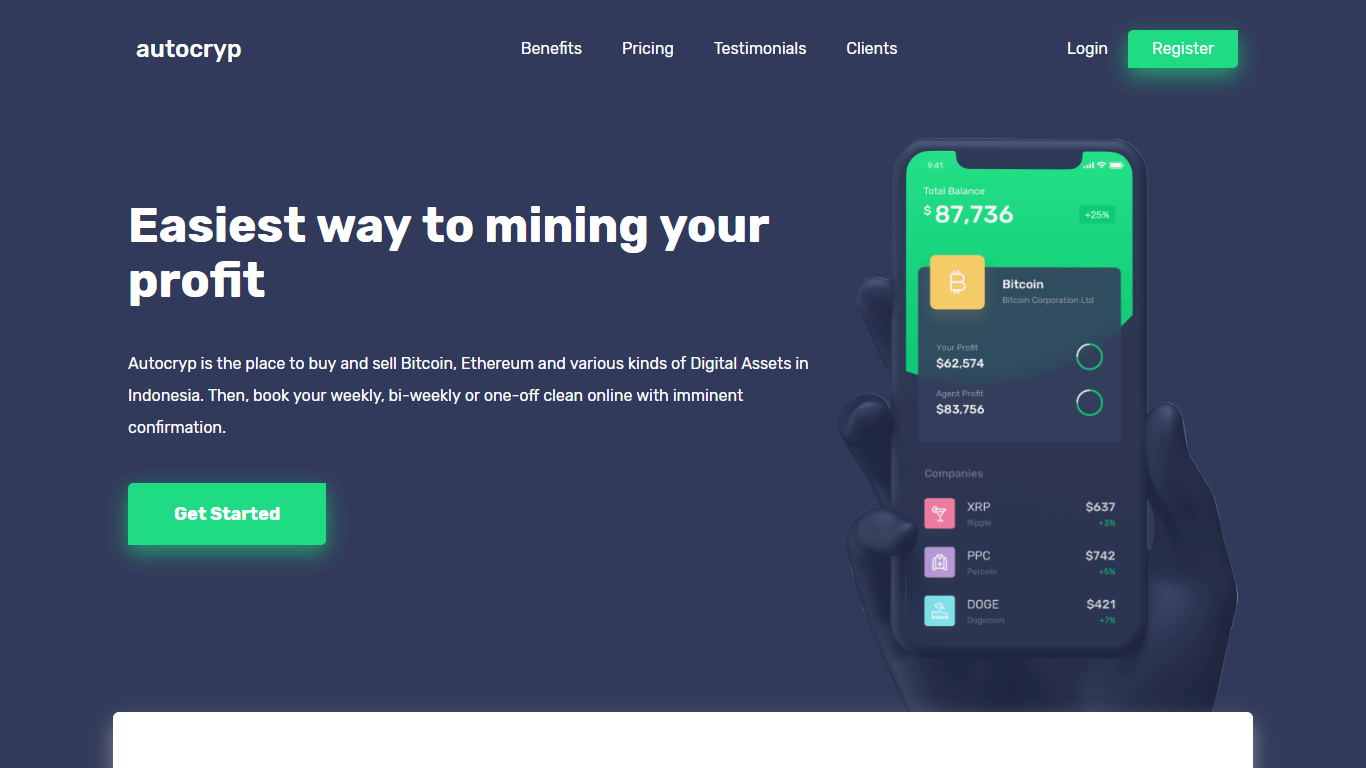 autocryp
Benefits
Pricing
Testimonials
Clients
Login
Register
Easiest way to mining your
profit
Autocryp is the place to buy and sell Bitcoin, Ethereum and various kinds of Digital Assets in
Indonesia. Then, book your weekly, bi-weekly or one-off clean online with imminent
confirmation.
Get Started
9:41
Total Balance
$ 87,736
+25%
Bitcoin
Bitcoin Corporation Ltd
Your Profit
$62,574
Agent Profit
$83,756
Companies
XRP
$637
Ripple
+3%
PPC
$742
Percoin
+5%
DOGE
$421
Dogecoin
+7%